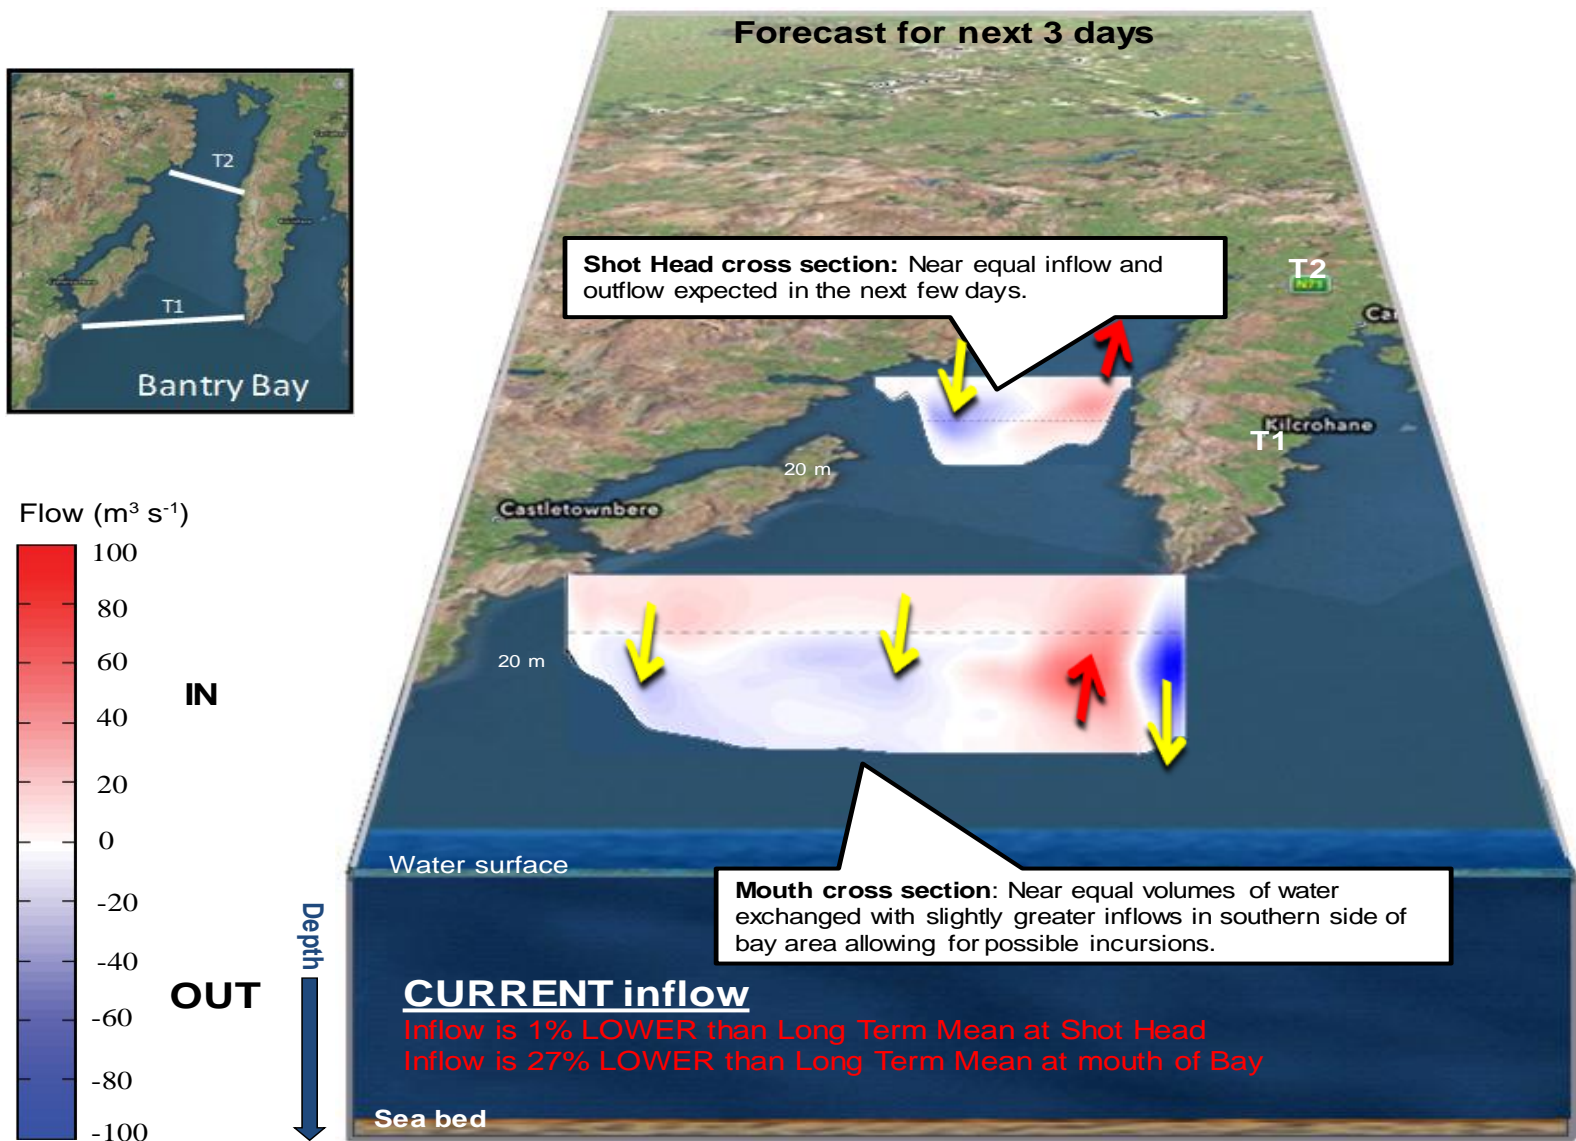 Forecast for next 3 days
T2
T1
Bantry Bay
Shot Head cross section: Near equal inflow and
outflow expected in the next few days.
T2
N71
Kilcrohane
T1
20 m
Castletownbere
20 m
Flow (m³ s⁻¹)
100
80
60
40
20
0
-20
-40
-60
-80
-100
IN
OUT
Depth
Water surface
Mouth cross section: Near equal volumes of water
exchanged with slightly greater inflows in southern side of
bay area allowing for possible incursions.
CURRENT inflow
Inflow is 1% LOWER than Long Term Mean at Shot Head
Inflow is 27% LOWER than Long Term Mean at mouth of Bay
Sea bed